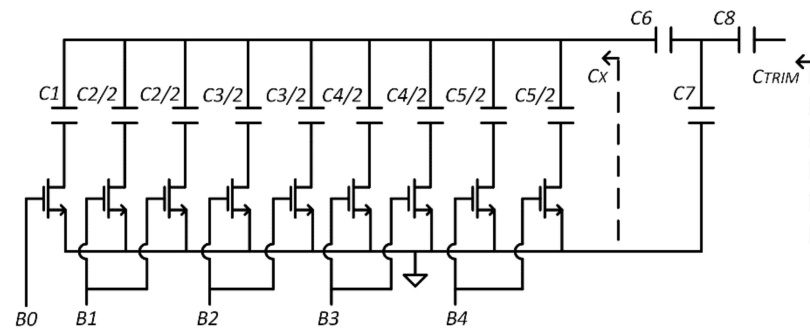 C6 C8
CX CTRIM
C1 C2/2 C2/2 C3/2 C3/2 C4/2 C4/2 C5/2 C5/2 C7
B0 B1 B2 B3 B4